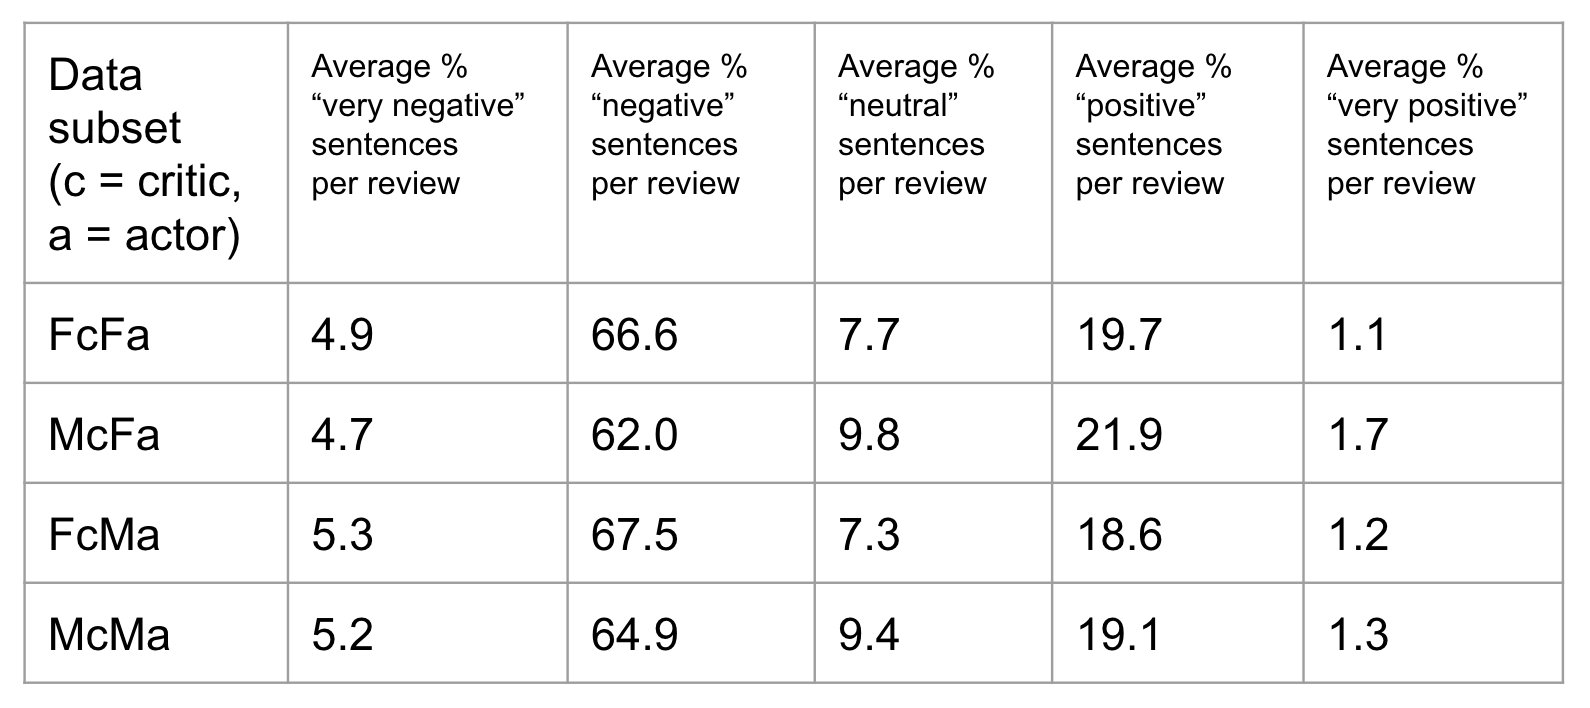 Data
subset
(c = critic,
a = actor)
Average %
“very negative”
sentences
per review
Average %
“negative”
sentences
per review
Average %
“neutral”
sentences
per review
Average %
“positive”
sentences
per review
Average %
“very positive”
sentences
per review
FcFa 4.9 66.6 7.7 19.7 1.1
McFa 4.7 62.0 9.8 21.9 1.7
FcMa 5.3 67.5 7.3 18.6 1.2
McMa 5.2 64.9 9.4 19.1 1.3